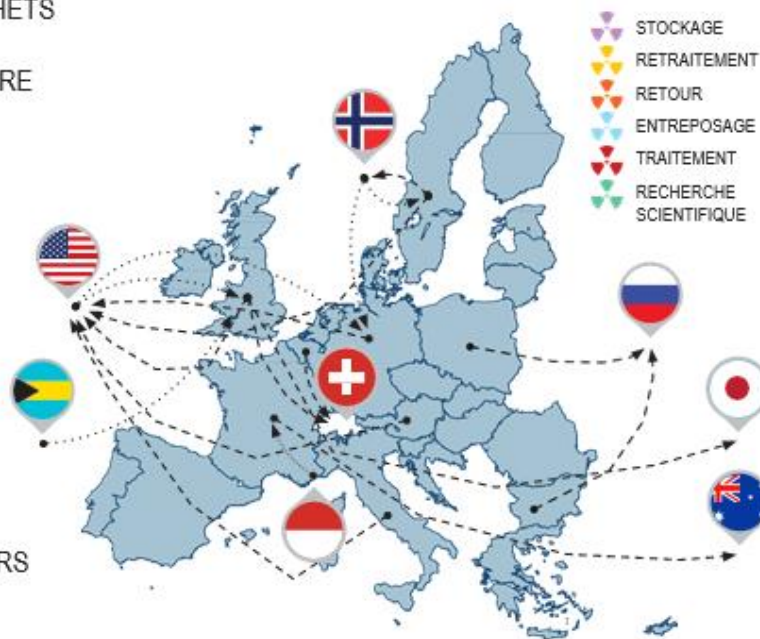 HETS
RE
STOCKAGE
RETRAITEMENT
RETOUR
ENTREPOSAGE
TRAITEMENT
RECHERCHE
SCIENTIFIQUE
RS